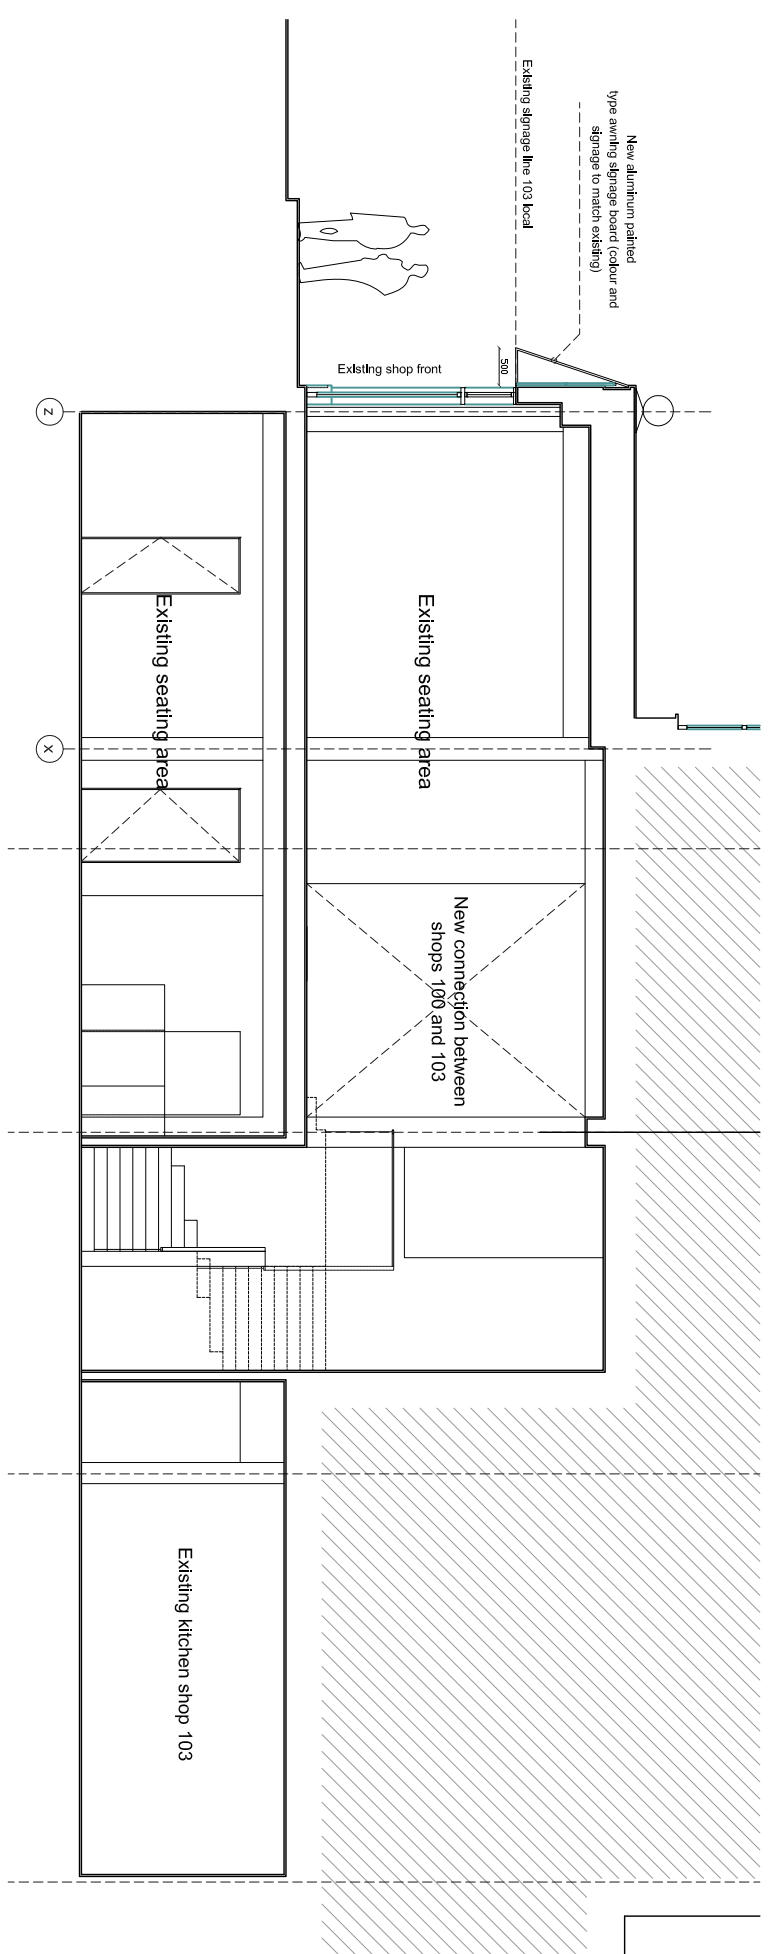 New aluminum painted
type awning signage board (colour and
signage to match existing)
Existing signage line 103 local
500
Existing shop front
Z
Existing seating area
Existing seating area
X
New connection between
shops 100 and 103
Existing kitchen shop 103